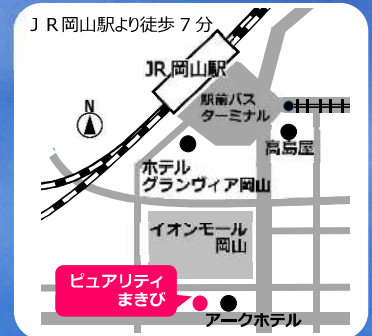 JR岡山駅より徒歩7分
JR岡山駅
N
駅前バス
ターミナル
高島屋
ホテル
グランヴィア岡山
イオンモール
岡山
ピュアリティ
まきび
アークホテル